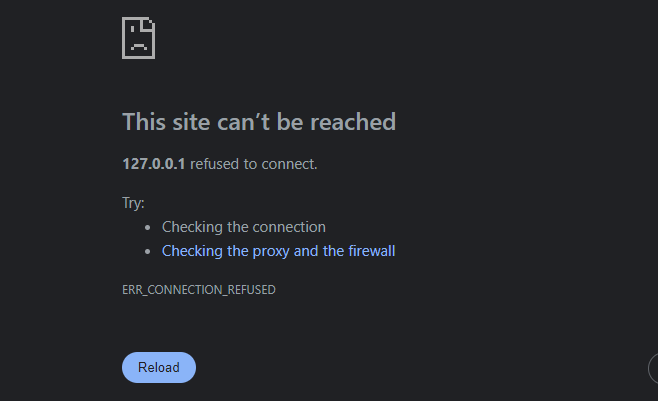 This site can’t be reached
127.0.0.1 refused to connect.
Try:
• Checking the connection
• Checking the proxy and the firewall
ERR_CONNECTION_REFUSED
Reload